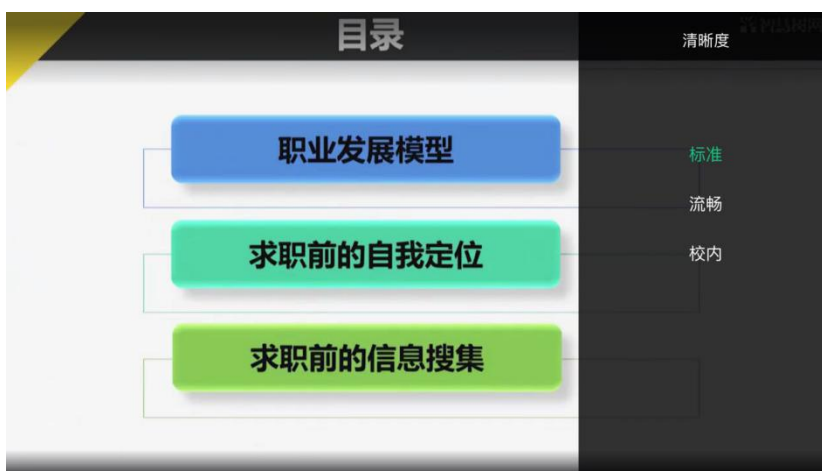 目录
清晰度
职业发展模型
标准
流畅
求职前的自我定位
校内
求职前的信息搜集